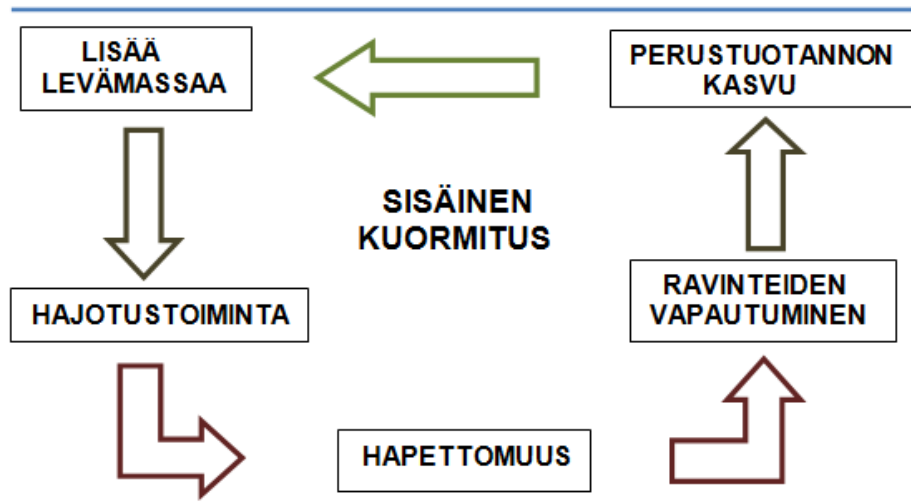 LISÄÄ
LEVÄMASSAA
PERUSTUOTANNON
KASVU
SISÄINEN
KUORMITUS
HAJOTUSTOIMINTA
RAVINTEIDEN
VAPAUTUMINEN
HAPETTOMUUS